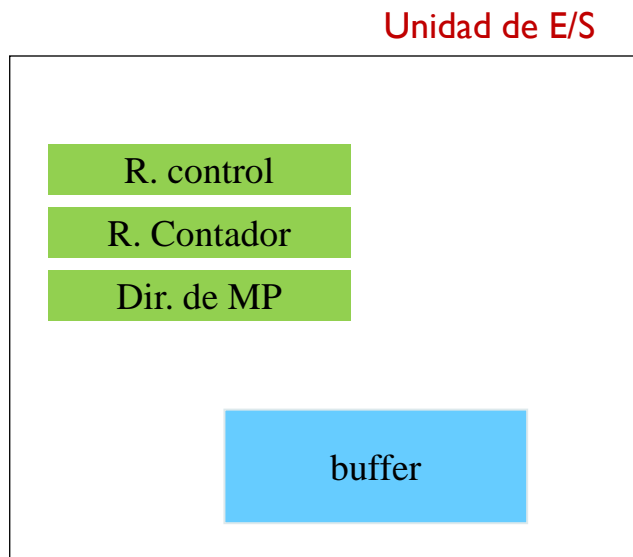 Unidad de E/S
R. control
R. Contador
Dir. de MP
buffer